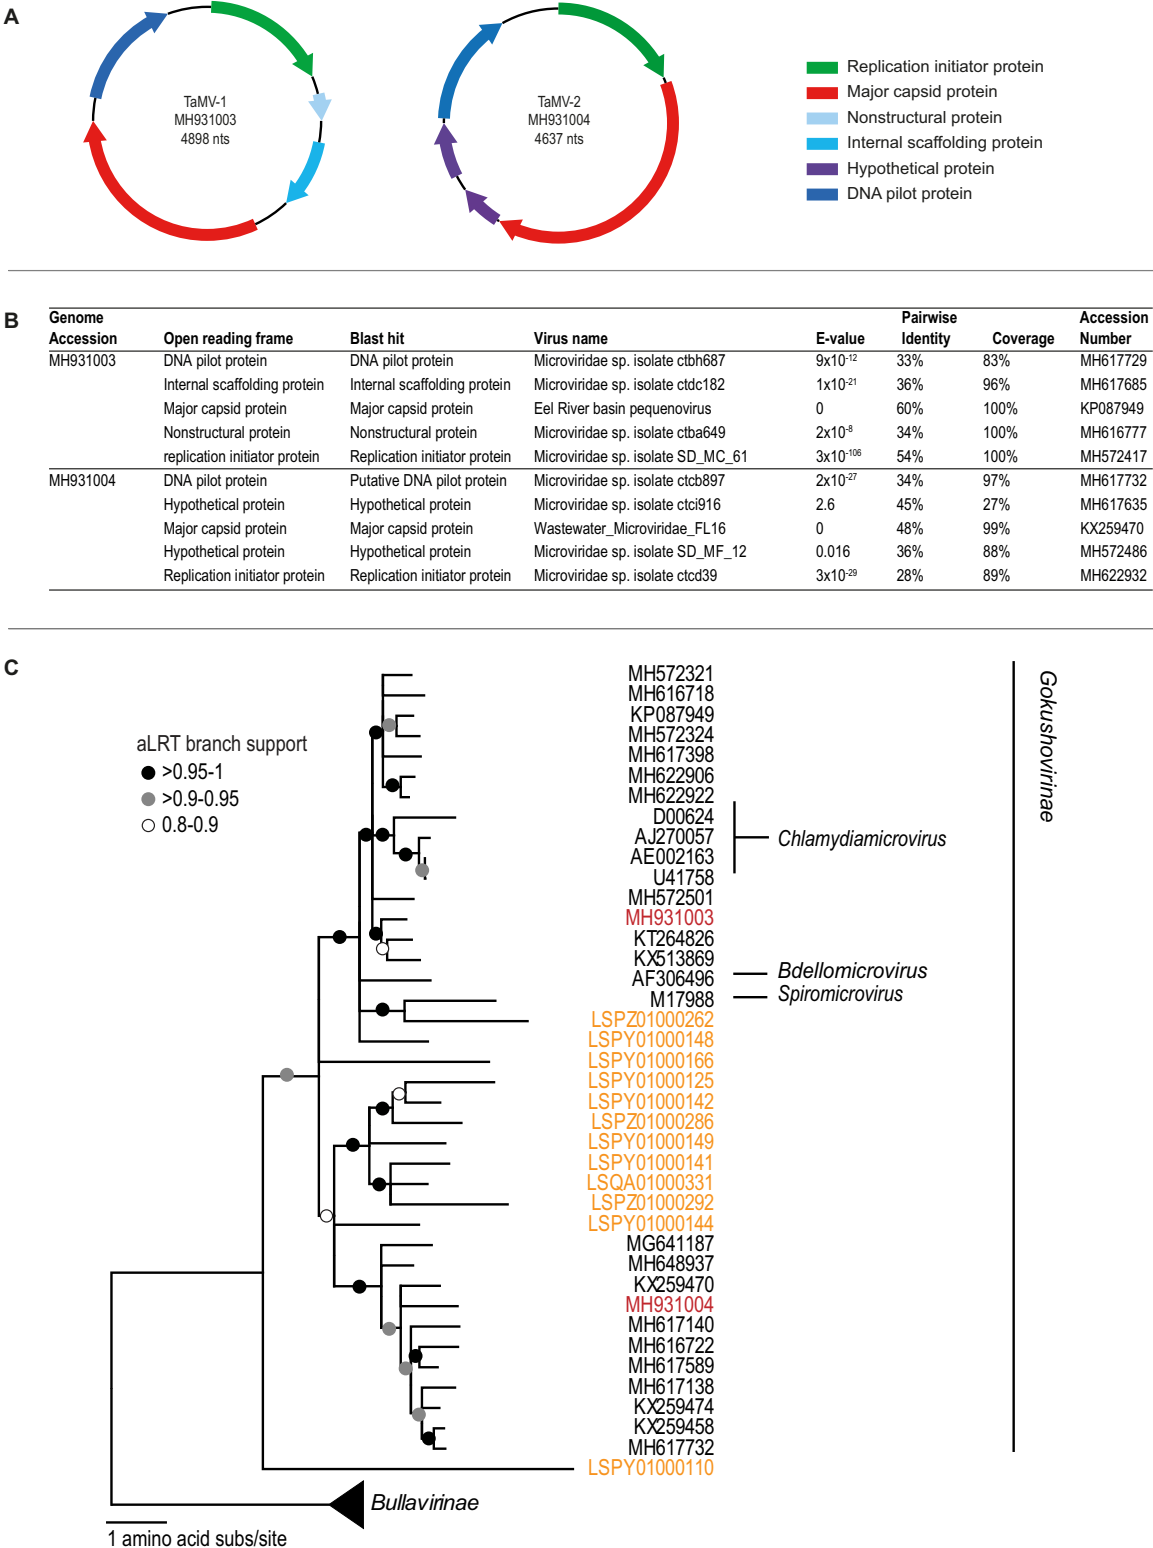 A
TaMV-1
MH931003
4898 nts
TaMV-2
MH931004
4637 nts
Replication initiator protein
Major capsid protein
Nonstructural protein
Internal scaffolding protein
Hypothetical protein
DNA pilot protein
B
Genome Accession Open reading frame Blast hit Virus name E-value Pairwise Identity Coverage Accession Number
MH931003 DNA pilot protein DNA pilot protein Microviridae sp. isolate ctbh687 9x10⁻¹² 33% 83% MH617729
Internal scaffolding protein Internal scaffolding protein Microviridae sp. isolate ctdc182 1x10⁻²¹ 36% 96% MH617685
Major capsid protein Major capsid protein Eel River basin pequenovirus 0 60% 100% KP087949
Nonstructural protein Nonstructural protein Microviridae sp. isolate ctba649 2x10⁻⁸ 34% 100% MH616777
replication initiator protein Replication initiator protein Microviridae sp. isolate SD_MC_61 3x10⁻¹⁰⁶ 54% 100% MH572417
MH931004 DNA pilot protein Putative DNA pilot protein Microviridae sp. isolate ctcb897 2x10⁻²⁷ 34% 97% MH617732
Hypothetical protein Hypothetical protein Microviridae sp. isolate ctci916 2.6 45% 27% MH617635
Major capsid protein Major capsid protein Wastewater_Microviridae_FL16 0 48% 99% KX259470
Hypothetical protein Hypothetical protein Microviridae sp. isolate SD_MF_12 0.016 36% 88% MH572486
Replication initiator protein Replication initiator protein Microviridae sp. isolate ctcd39 3x10⁻²⁹ 28% 89% MH622932
C
aLRT branch support
>0.95-1
>0.9-0.95
0.8-0.9
MH572321
MH616718
KP087949
MH572324
MH617398
MH622906
MH622922
D00624
AJ270057
AE002163
U41758
MH572501
MH931003
KT264826
KX513869
AF306496
M17988
LSPZ01000262
LSPY01000148
LSPY01000166
LSPY01000125
LSPY01000142
LSPZ01000286
LSPY01000149
LSPY01000141
LSQA01000331
LSPZ01000292
LSPY01000144
MG641187
MH648937
KX259470
MH931004
MH617140
MH616722
MH617589
MH617138
KX259474
KX259458
MH617732
LSPY01000110
Chlamydiamicrovirus
Bdellomicrovirus
Spiromicrovirus
Gokushovirinae
Bullavirinae
1 amino acid subs/site